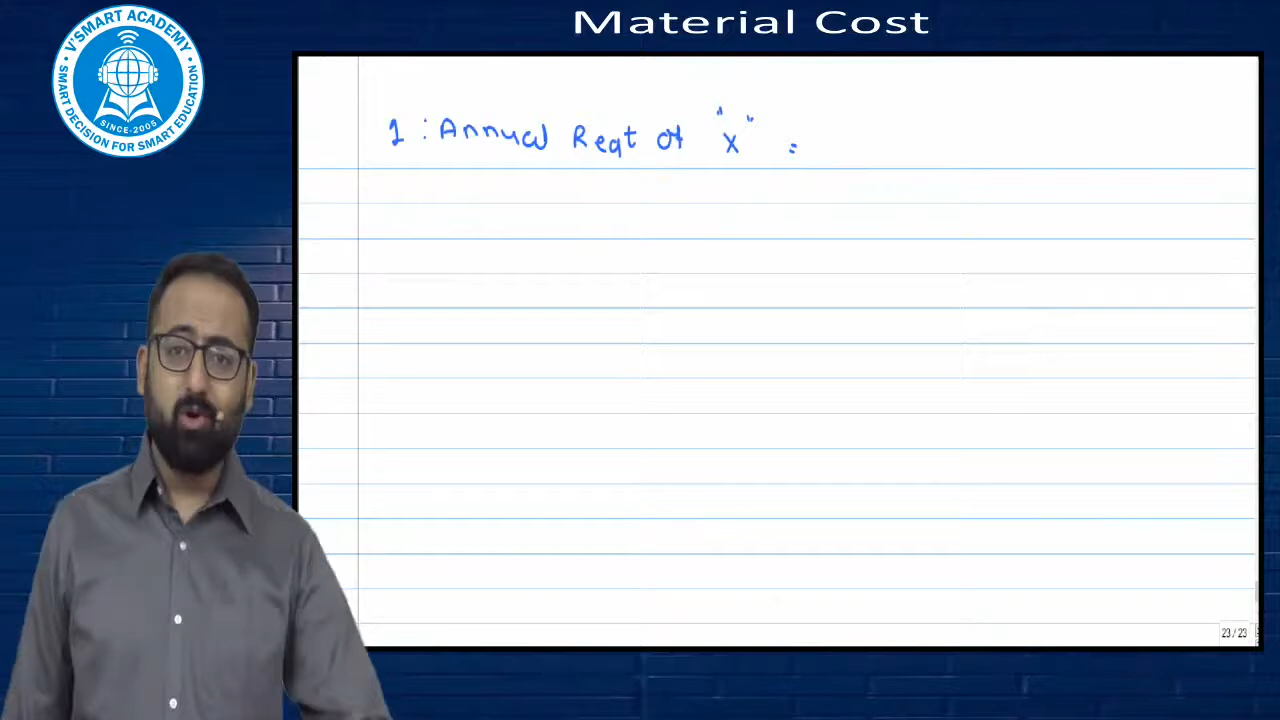 Material Cost
V'SMART ACADEMY
SINCE-2005
SMART DECISION FOR SMART EDUCATION
1 : Annual Reqt of "X" =
23/23